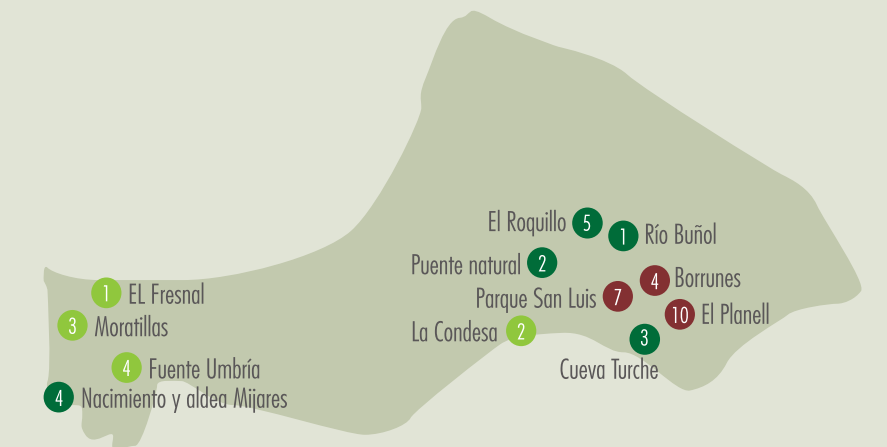 El Roquillo 5
1 Río Buñol
Puente natural 2
4 Borrunes
Parque San Luis 7
10 El Planell
La Condesa 2
3
Cueva Turche
1 EL Fresnal
3 Moratillas
4 Fuente Umbría
4 Nacimiento y aldea Mijares